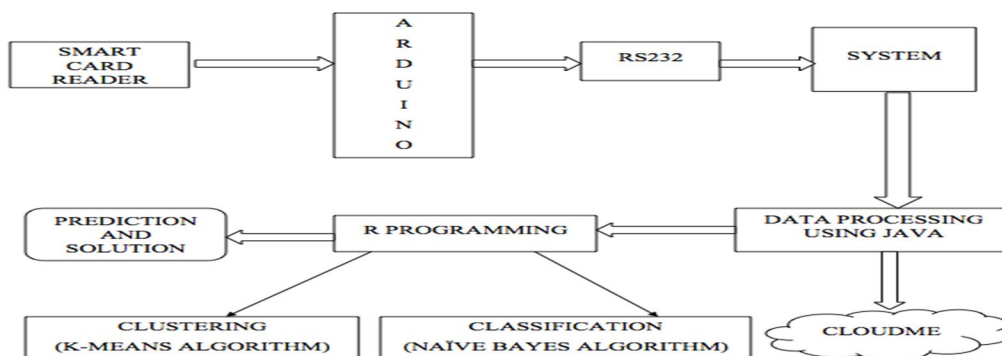 SMART
CARD
READER
A
R
D
U
I
N
O
RS232
SYSTEM
PREDICTION
AND
SOLUTION
R PROGRAMMING
DATA PROCESSING
USING JAVA
CLUSTERING
(K-MEANS ALGORITHM)
CLASSIFICATION
(NAÏVE BAYES ALGORITHM)
CLOUDME